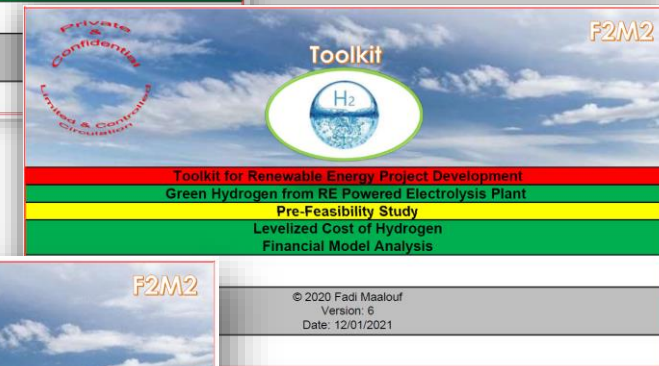 Private
&
Confidential
Limited & Controlled
Circulation
F2M2
Toolkit
H2
Toolkit for Renewable Energy Project Development
Green Hydrogen from RE Powered Electrolysis Plant
Pre-Feasibility Study
Levelized Cost of Hydrogen
Financial Model Analysis
F2M2
© 2020 Fadi Maalouf
Version: 6
Date: 12/01/2021